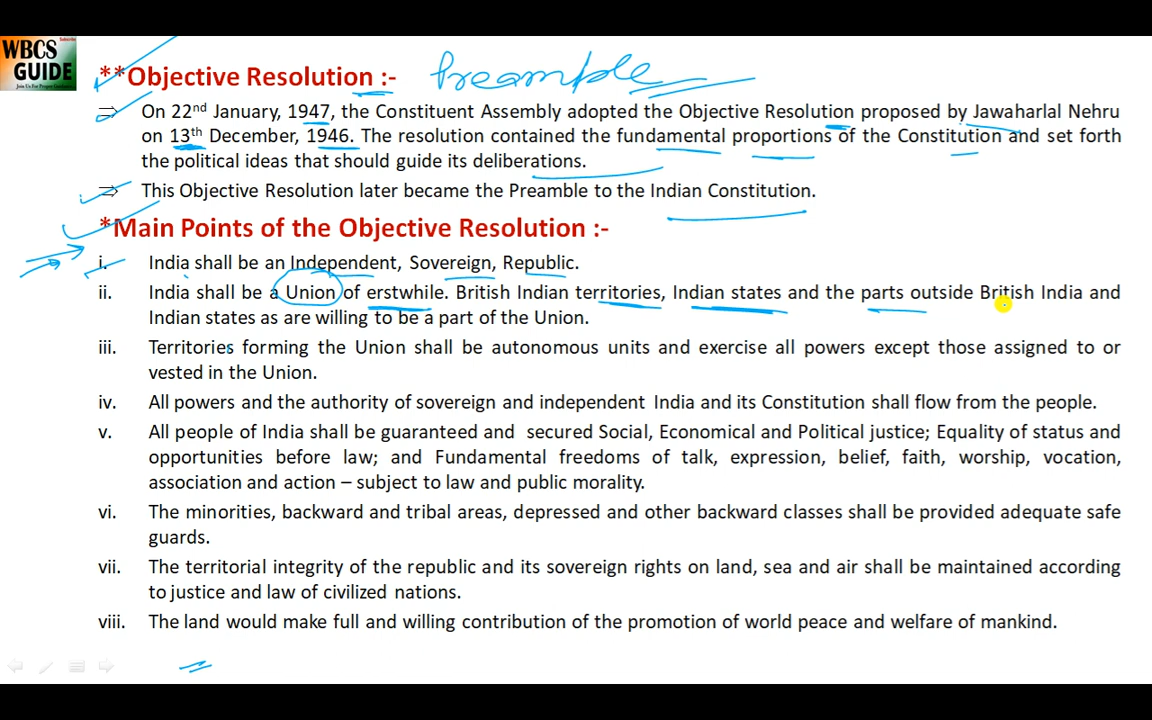 WBCS
GUIDE
**Objective Resolution :- Preamble
⇒ On 22nd January, 1947, the Constituent Assembly adopted the Objective Resolution proposed by Jawaharlal Nehru
on 13th December, 1946. The resolution contained the fundamental proportions of the Constitution and set forth
the political ideas that should guide its deliberations.
⇒ This Objective Resolution later became the Preamble to the Indian Constitution.
*Main Points of the Objective Resolution :-
i. India shall be an Independent, Sovereign, Republic.
ii. India shall be a Union of erstwhile. British Indian territories, Indian states and the parts outside British India and
Indian states as are willing to be a part of the Union.
iii. Territories forming the Union shall be autonomous units and exercise all powers except those assigned to or
vested in the Union.
iv. All powers and the authority of sovereign and independent India and its Constitution shall flow from the people.
v. All people of India shall be guaranteed and secured Social, Economical and Political justice; Equality of status and
opportunities before law; and Fundamental freedoms of talk, expression, belief, faith, worship, vocation,
association and action – subject to law and public morality.
vi. The minorities, backward and tribal areas, depressed and other backward classes shall be provided adequate safe
guards.
vii. The territorial integrity of the republic and its sovereign rights on land, sea and air shall be maintained according
to justice and law of civilized nations.
viii. The land would make full and willing contribution of the promotion of world peace and welfare of mankind.